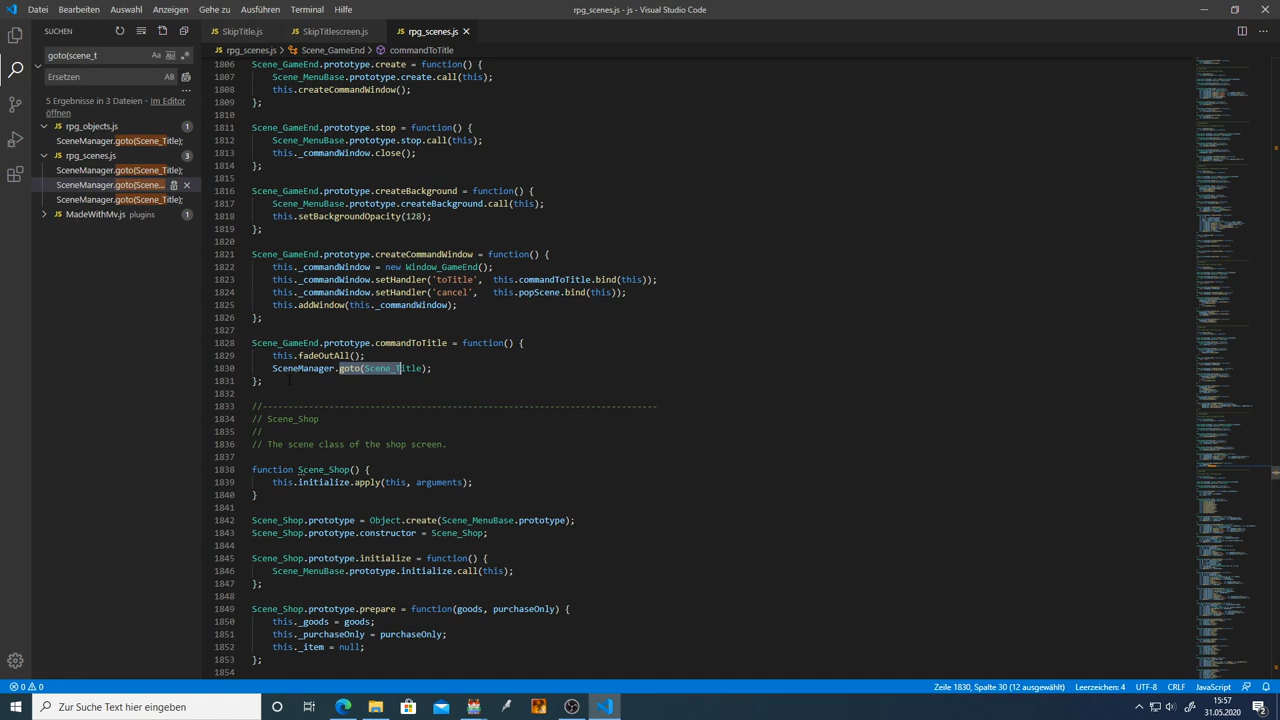 Datei Bearbeiten Auswahl Anzeigen Gehe zu Ausführen Terminal Hilfe
rpg_scenes.js - js - Visual Studio Code
SUCHEN
SkipTitle.js
SkipTitlescreen.js
rpg_scenes.js
goto(scene_t
rpg_scenes.js > Scene_GameEnd > commandToTitle
Ersetzen
5 Ergebnisse in 3 Dateien - Im Editor
öffnen
rpg_objects.js 1
SceneManager.goto(Scene_Title);
3
SceneManager.goto(Scene_Title);
SceneManager.goto(Scene...
SceneManager.goto(Scene_Title);
plugins 1
1806 Scene_GameEnd.prototype.create = function() {
1807 Scene_MenuBase.prototype.create.call(this);
1808 this.createCommandWindow();
1809 };
1810
1811 Scene_GameEnd.prototype.stop = function() {
1812 Scene_MenuBase.prototype.stop.call(this);
1813 this._commandWindow.close();
1814 };
1815
1816 Scene_GameEnd.prototype.createBackground = function() {
1817 Scene_MenuBase.prototype.createBackground.call(this);
1818 this.setBackgroundOpacity(128);
1819 };
1820
1821 Scene_GameEnd.prototype.createCommandWindow = function() {
1822 this._commandWindow = new Window_GameEnd();
1823 this._commandWindow.setHandler('toTitle', this.commandToTitle.bind(this));
1824 this._commandWindow.setHandler('cancel', this.popScene.bind(this));
1825 this.addWindow(this._commandWindow);
1826 };
1827
1828 Scene_GameEnd.prototype.commandToTitle = function() {
1829 this.fadeOutAll();
1830 SceneManager.goto(Scene_Title);
1831 };
1832
1833 //-----------------------------------------------------------------------------
1834 // Scene_Shop
1835 //
1836 // The scene class of the shop screen.
1837
1838 function Scene_Shop() {
1839 this.initialize.apply(this, arguments);
1840 }
1841
1842 Scene_Shop.prototype = Object.create(Scene_MenuBase.prototype);
1843 Scene_Shop.prototype.constructor = Scene_Shop;
1844
1845 Scene_Shop.prototype.initialize = function() {
1846 Scene_MenuBase.prototype.initialize.call(this);
1847 };
1848
1849 Scene_Shop.prototype.prepare = function(goods, purchaseOnly) {
1850 this._goods = goods;
1851 this._purchaseOnly = purchaseOnly;
1852 this._item = null;
1853 };
1854
0 0
Zeile 1830, Spalte 30 (12 ausgewählt) Leerzeichen: 4 UTF-8 CRLF JavaScript
Zur Suche Text hier eingeben
15:57
31.05.2020
2